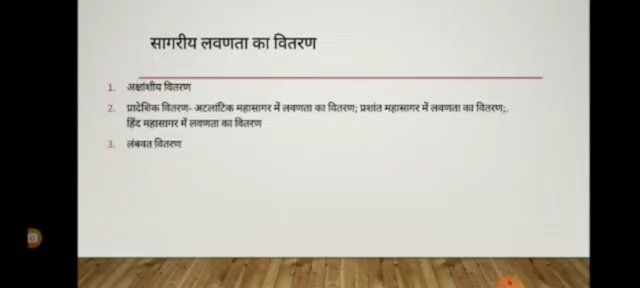 सागरीय लवणता का वितरण
1. अक्षांशीय वितरण
2. प्रादेशिक वितरण- अटलांटिक महासागर में लवणता का वितरण; प्रशांत महासागर में लवणता का वितरण;.
हिंद महासागर में लवणता का वितरण
3. लंबवत वितरण